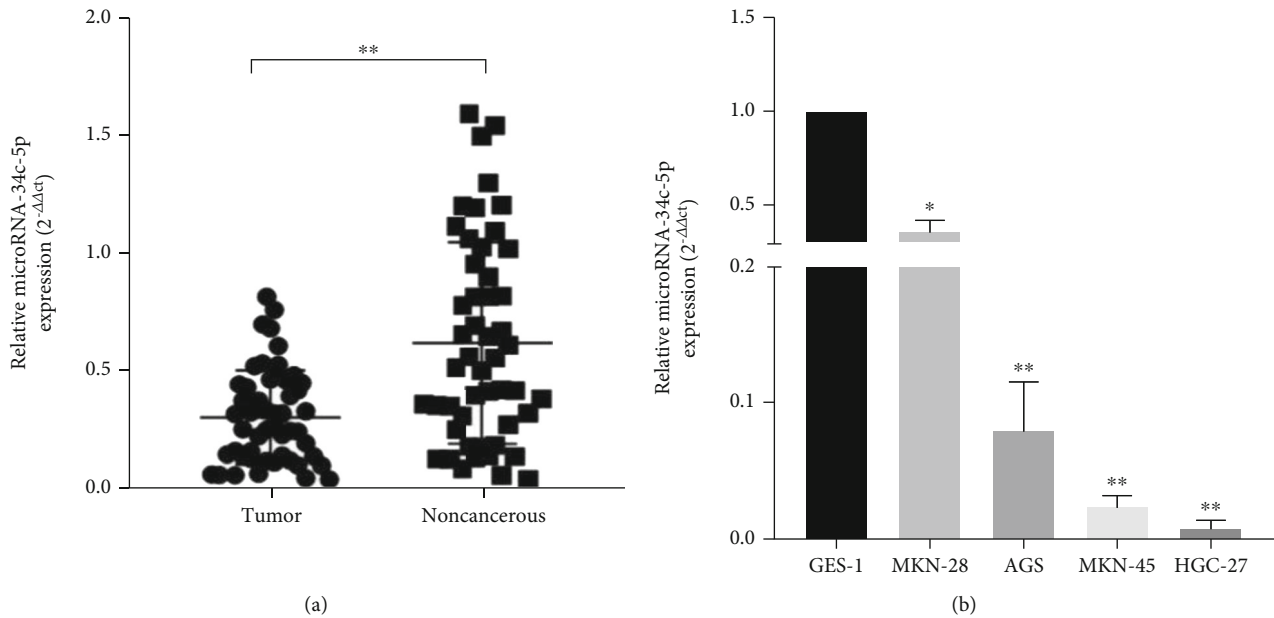 Relative microRNA-34c-5p
expression (2^-ΔΔct)
2.0
1.5
1.0
0.5
0.0
**
Tumor
Noncancerous
(a)
Relative microRNA-34c-5p
expression (2^-ΔΔct)
1.5
1.0
0.5
0.2
0.1
0.0
*
**
**
**
GES-1
MKN-28
AGS
MKN-45
HGC-27
(b)